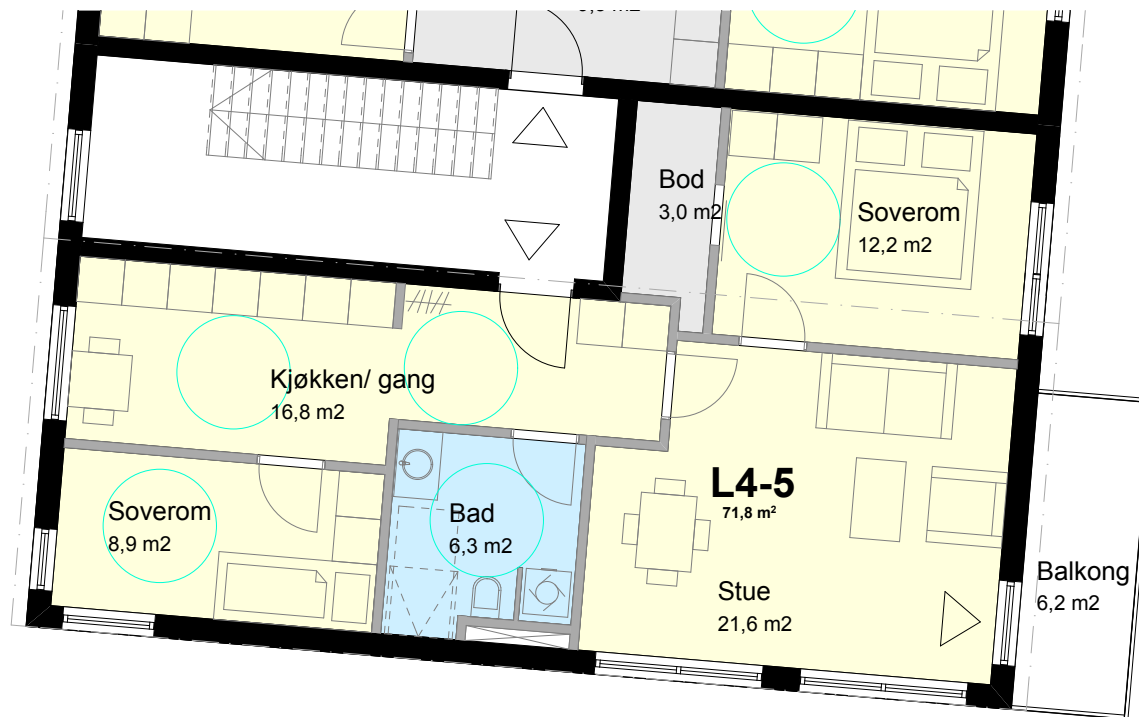 Bod
3,0 m2
Soverom
12,2 m2
Kjøkken/ gang
16,8 m2
L4-5
71,8 m²
Soverom
8,9 m2
Bad
6,3 m2
Stue
21,6 m2
Balkong
6,2 m2